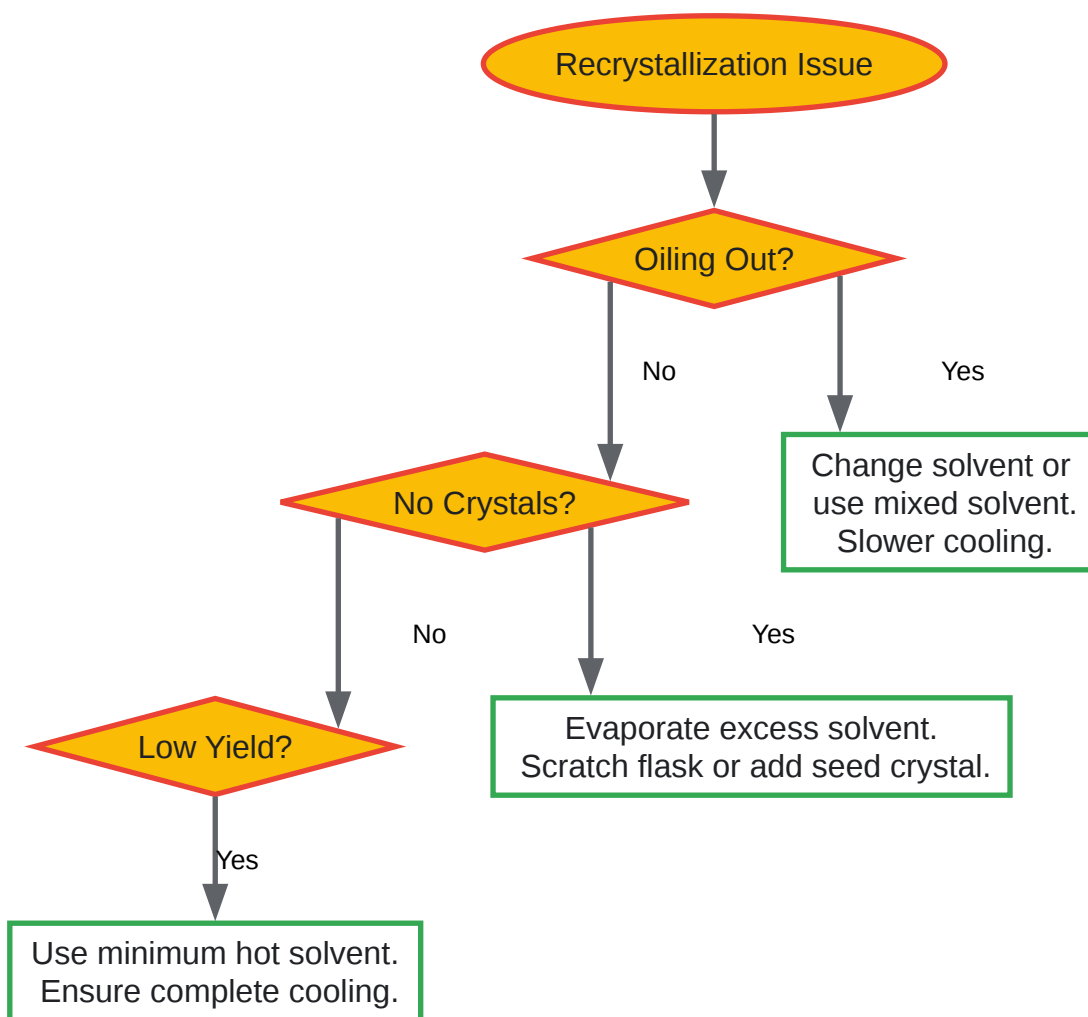 Recrystallization Issue
Oiling Out?
No
Yes
Change solvent or
use mixed solvent.
Slower cooling.
No Crystals?
No
Yes
Evaporate excess solvent.
Scratch flask or add seed crystal.
Low Yield?
Yes
Use minimum hot solvent.
Ensure complete cooling.